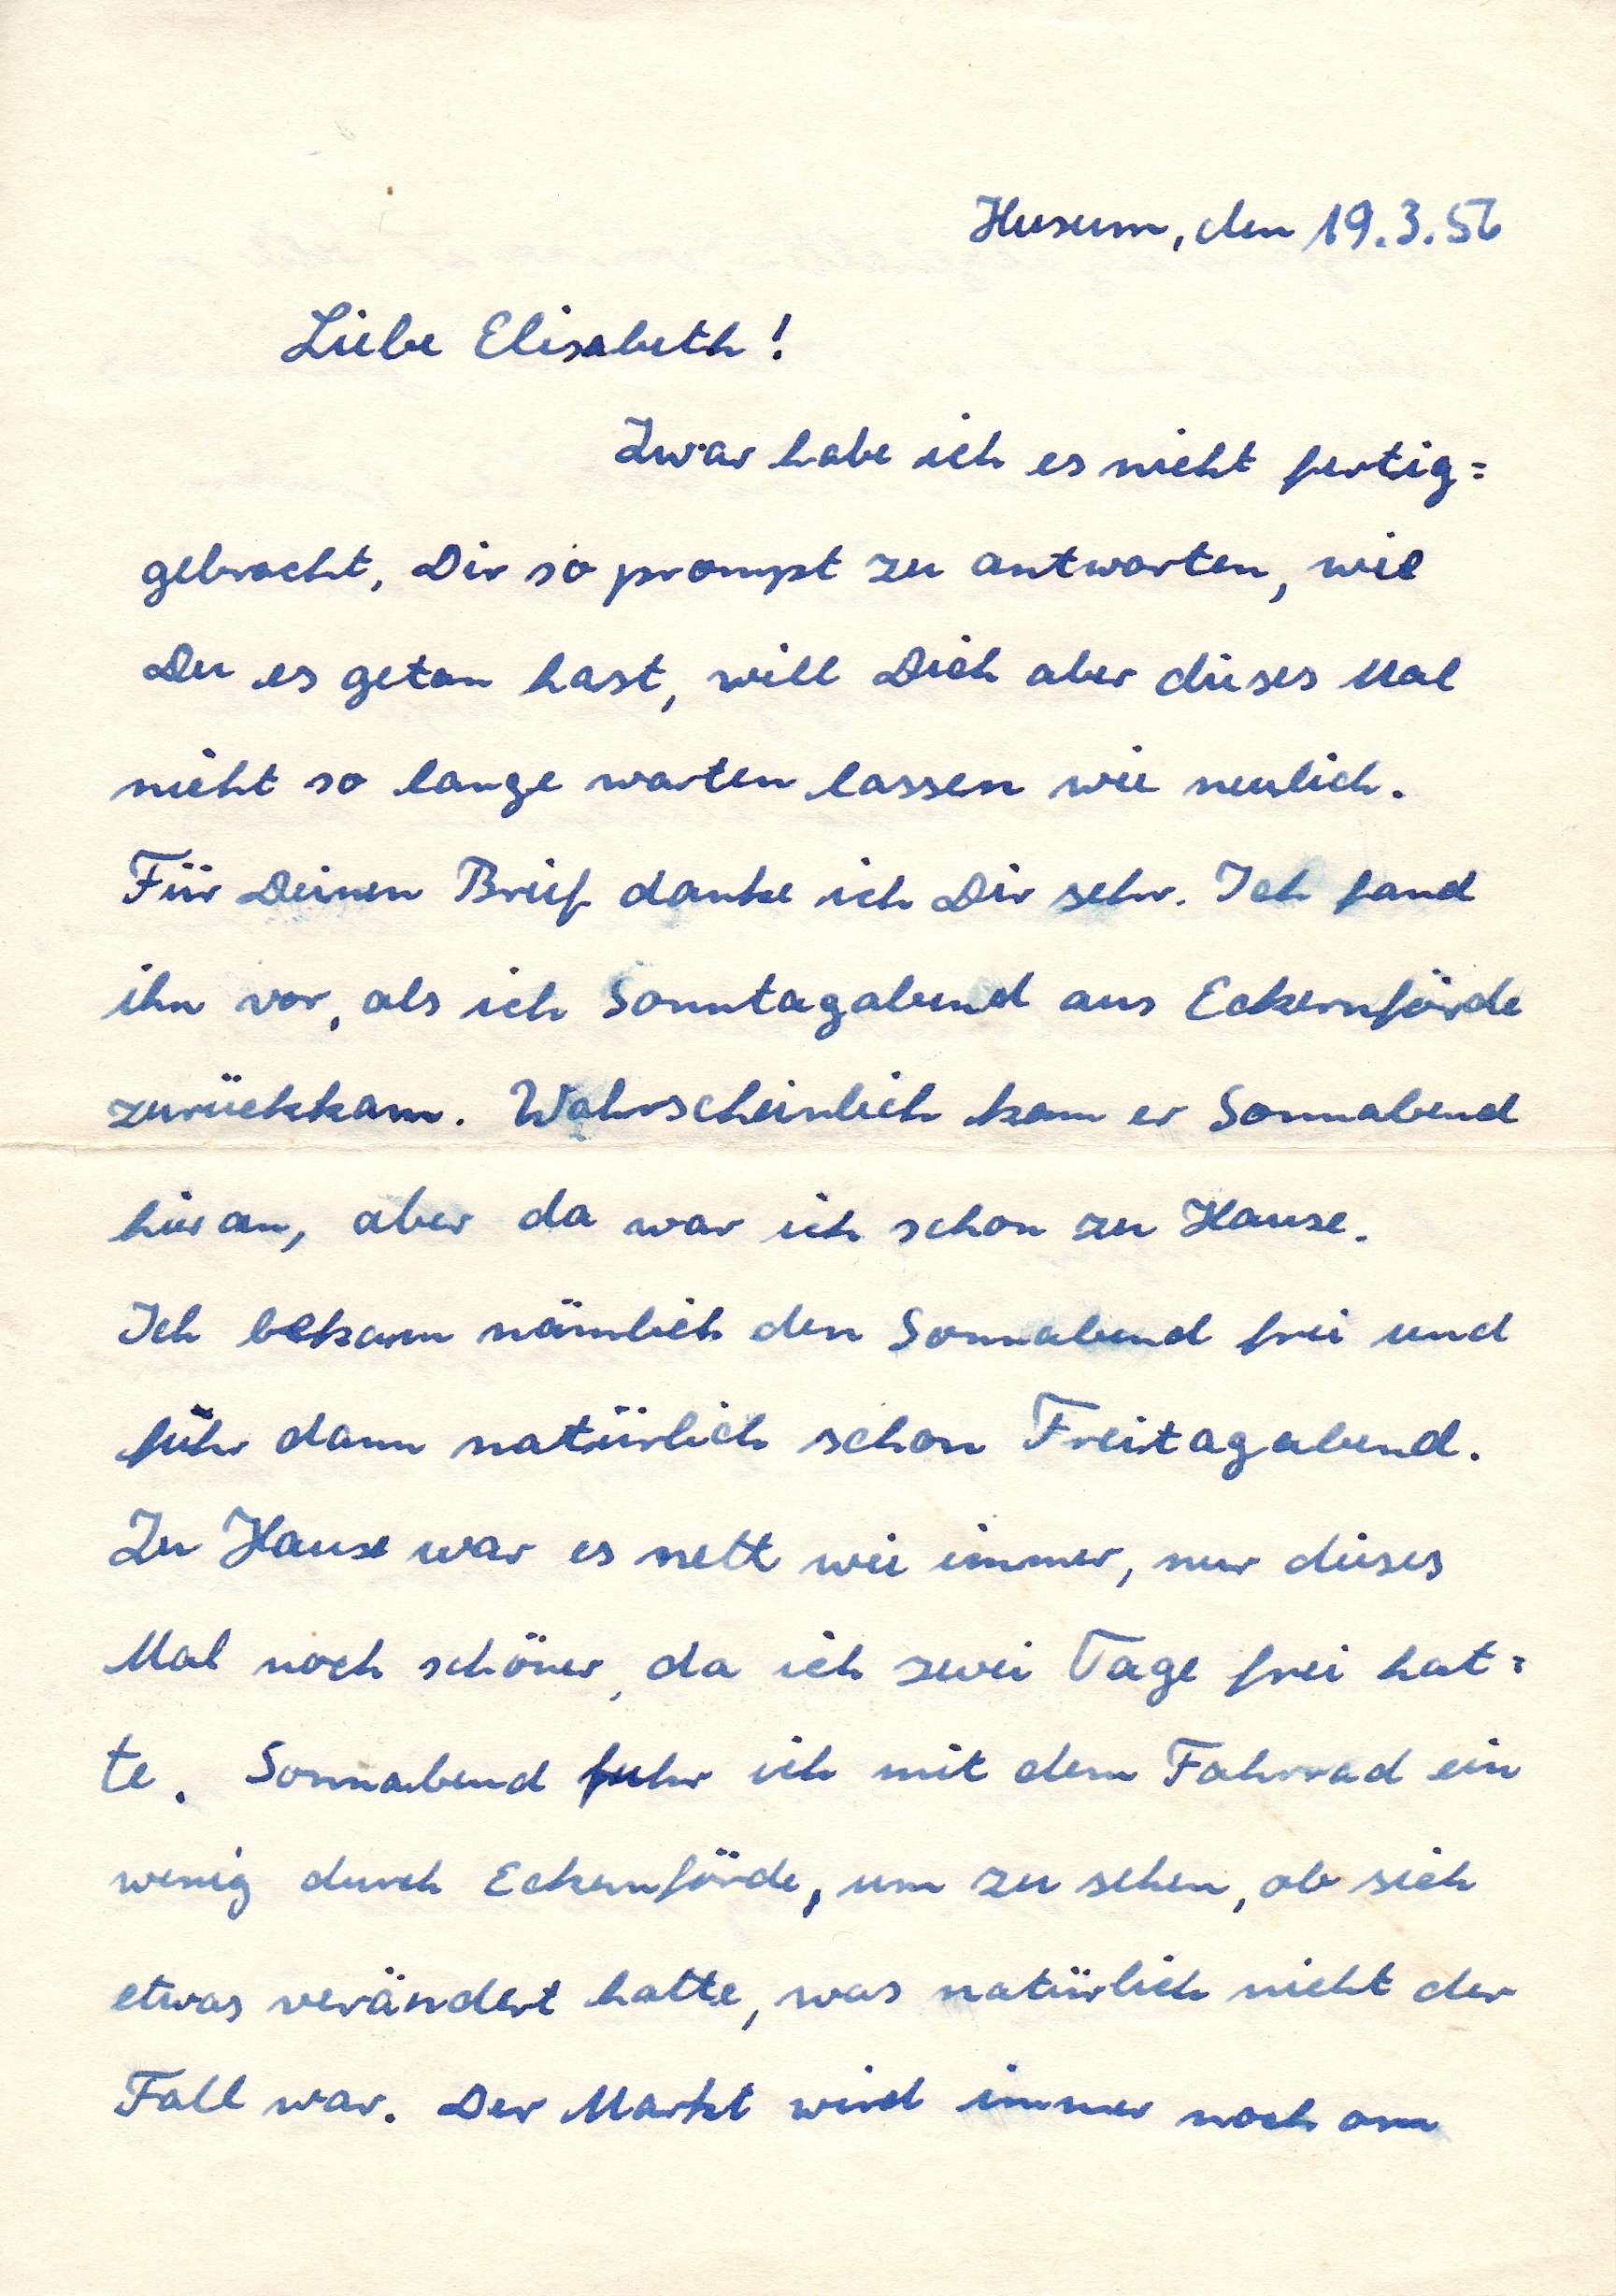 Husum, den 19.3.56
Liebe Elisabeth!
Zwar habe ich es nicht fertig=
gebracht, Dir so prompt zu antworten, wie
Du es getan hast, will Dich aber dieses Mal
nicht so lange warten lassen wie neulich.
Für Deinen Brief danke ich Dir sehr. Ich fand
ihn vor, als ich Sonntagabend aus Eckernförde
zurückkam. Wahrscheinlich kam er Sonnabend
hier an, aber da war ich schon zu Hause.
Ich bekam nämlich den Sonnabend frei und
fuhr dann natürlich schon Freitagabend.
Zu Hause war es nett wie immer, nur dieses
Mal noch schöner, da ich zwei Tage frei hat=
te. Sonnabend fuhr ich mit dem Fahrrad ein
wenig durch Eckernförde, um zu sehen, ob sich
etwas verändert hatte, was natürlich nicht der
Fall war. Der Markt wird immer noch am